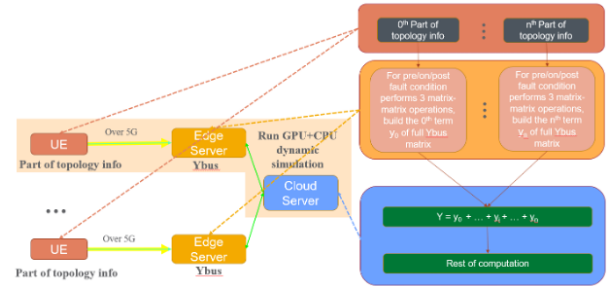 0th Part of
topology info
nth Part of
topology info
For pre/on/post
fault condition
performs 3 matrix-
matrix operations,
build the 0th term
y0 of full Ybus
matrix
For pre/on/post
fault condition
performs 3 matrix-
matrix operations,
build the nth term
yn of full Ybus
matrix
Y = y0 + ... + yi + ... + yn
Rest of computation
UE
Over 5G
Edge
Server
Part of topology info
Ybus
Run GPU+CPU
dynamic
simulation
Cloud
Server
...
UE
Over 5G
Edge
Server
Part of topology info
Ybus